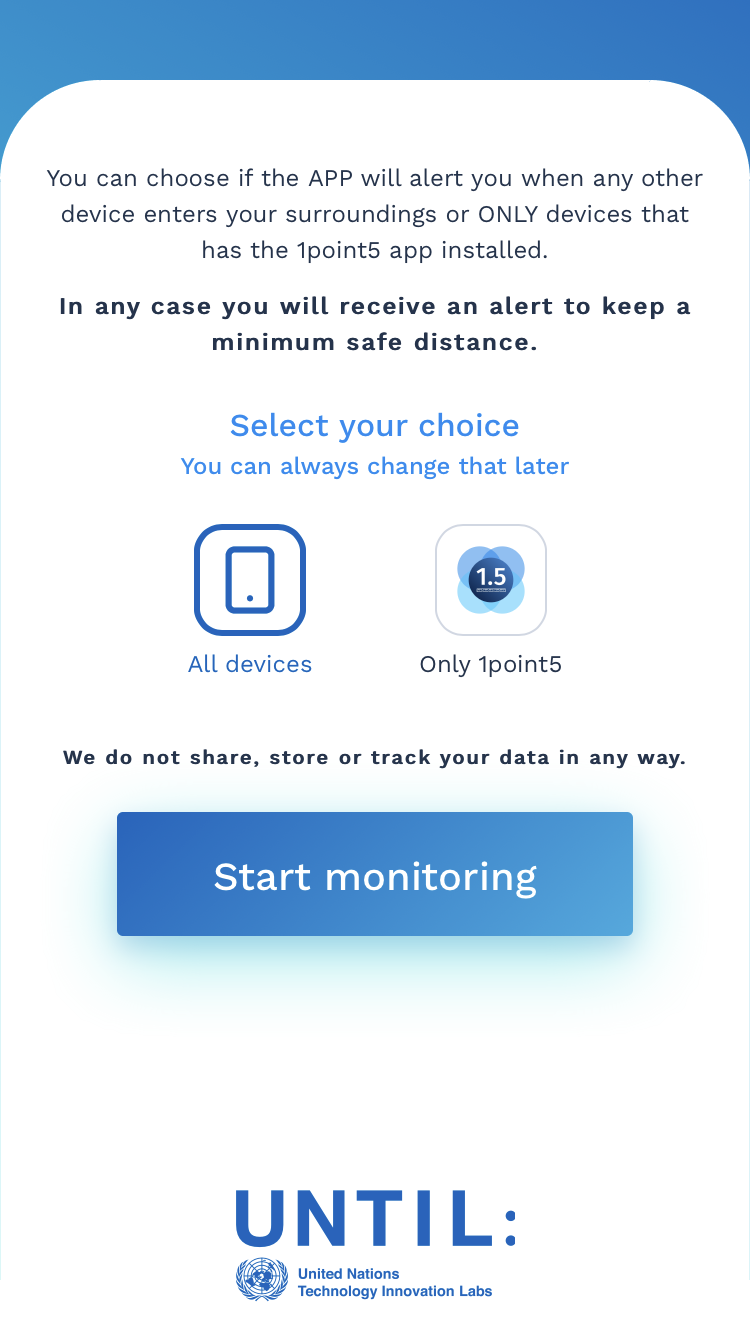 You can choose if the APP will alert you when any other
device enters your surroundings or ONLY devices that
has the 1point5 app installed.
In any case you will receive an alert to keep a
minimum safe distance.
Select your choice
You can always change that later
1.5
All devices
Only 1point5
We do not share, store or track your data in any way.
Start monitoring
UNTIL:
United Nations
Technology Innovation Labs